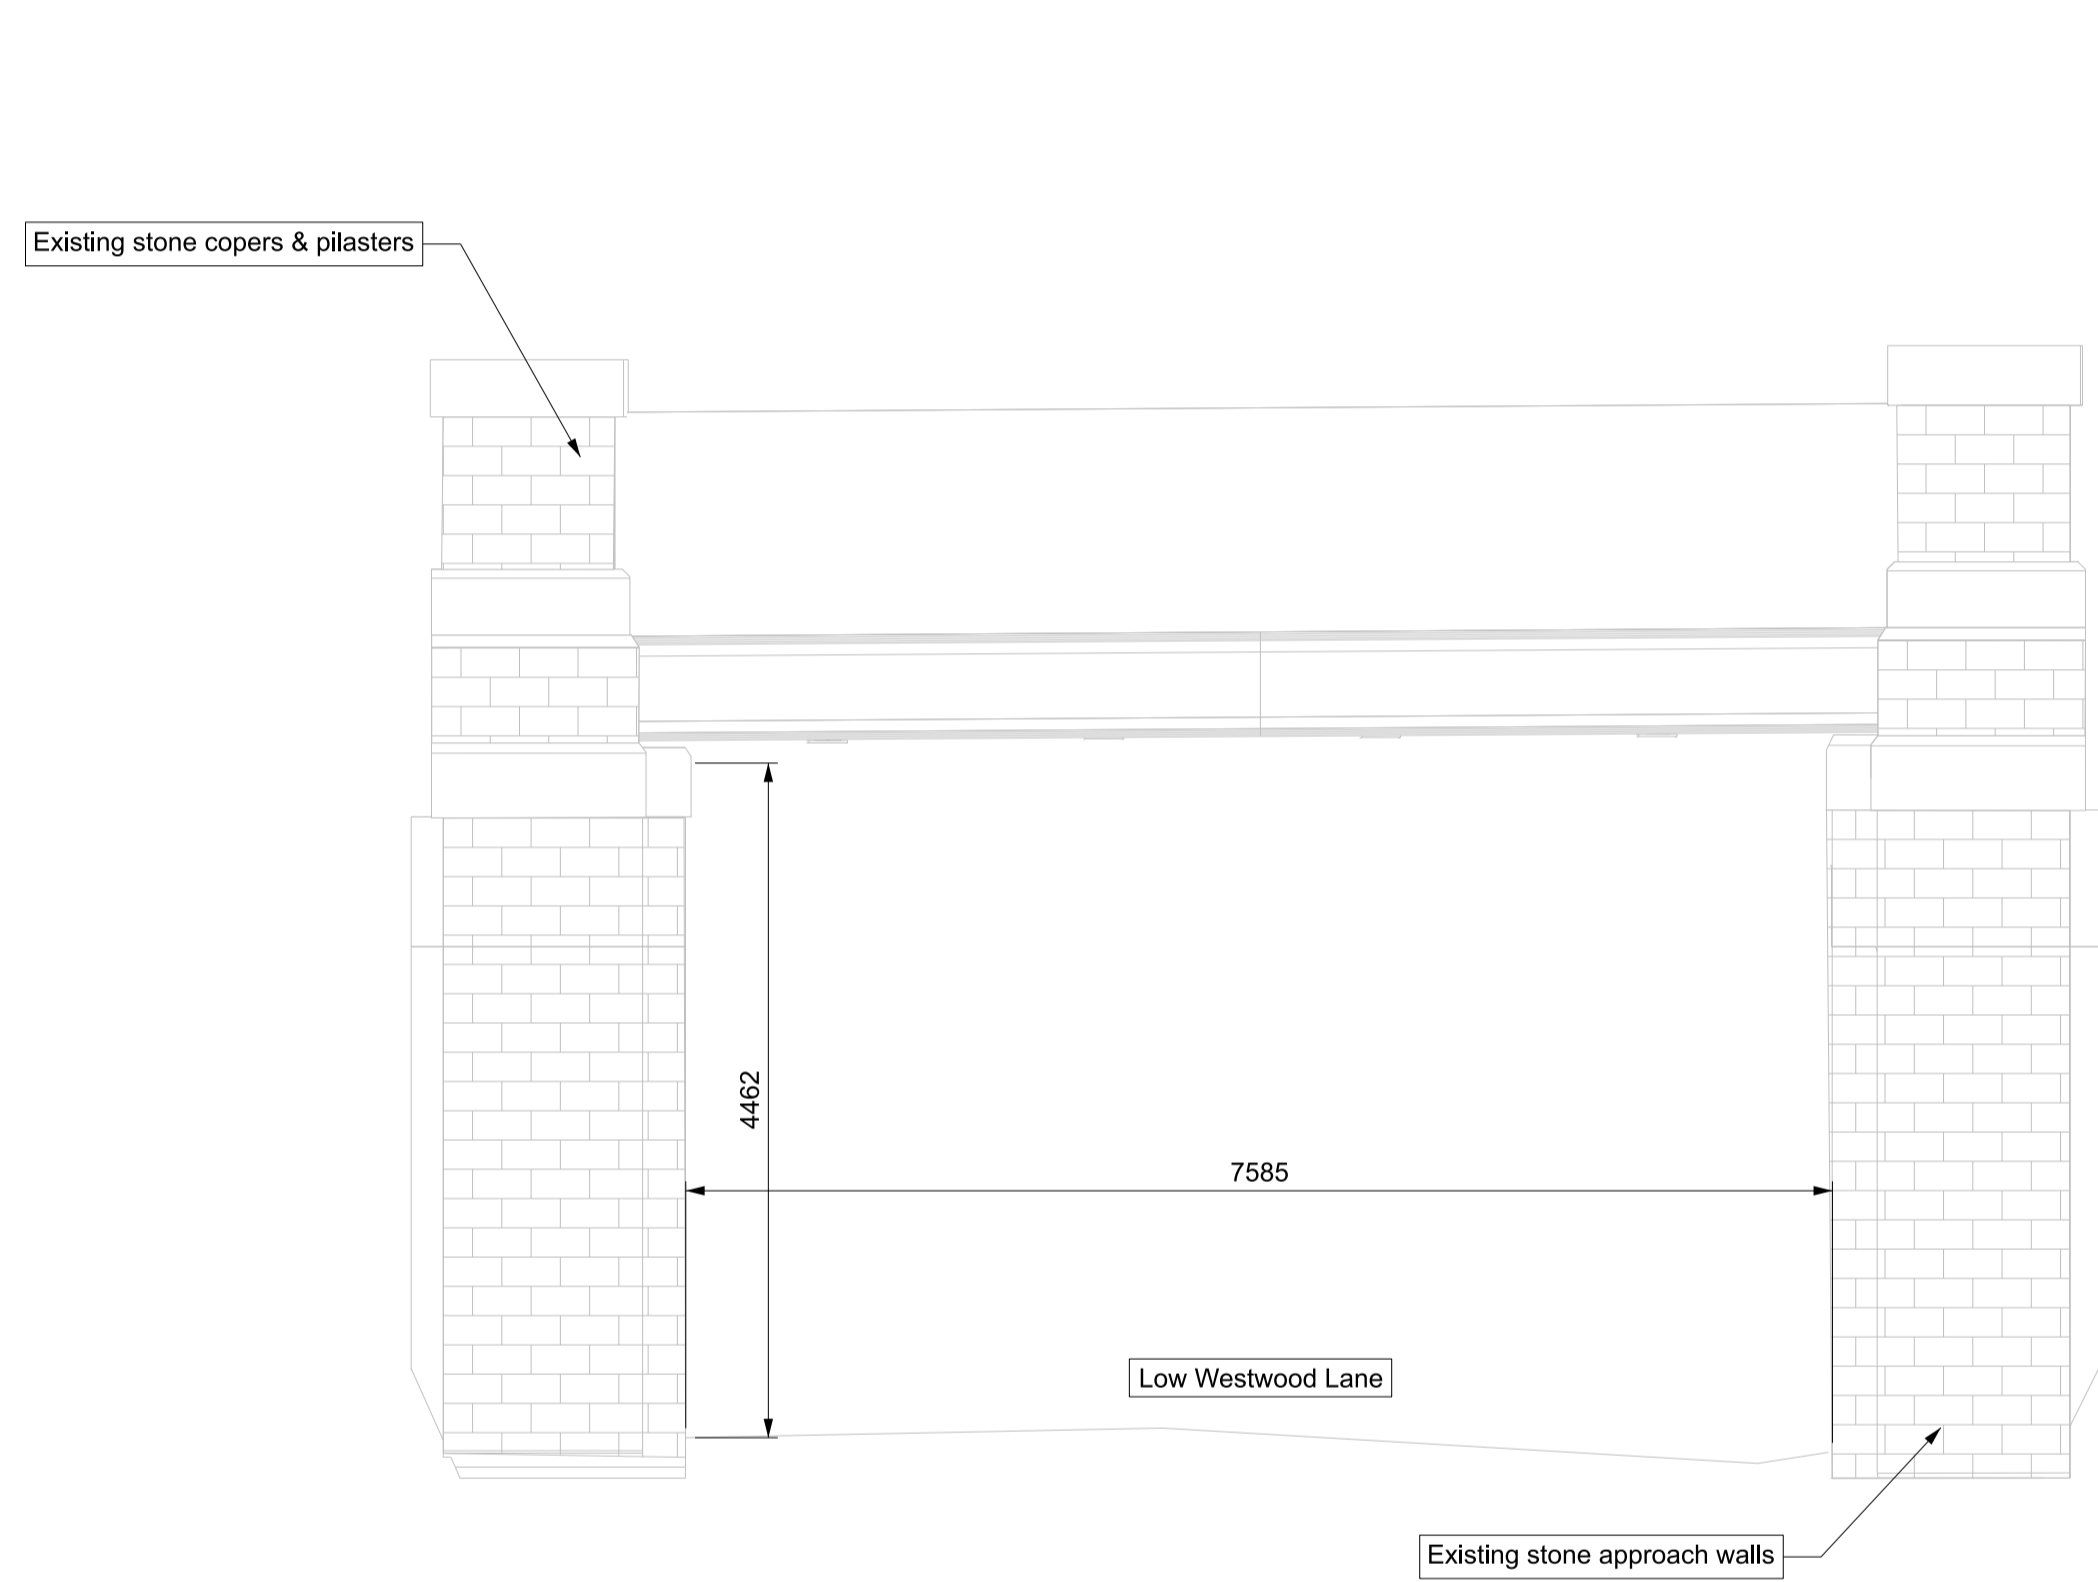 Existing stone copers & pilasters
4462
7585
Low Westwood Lane
Existing stone approach walls